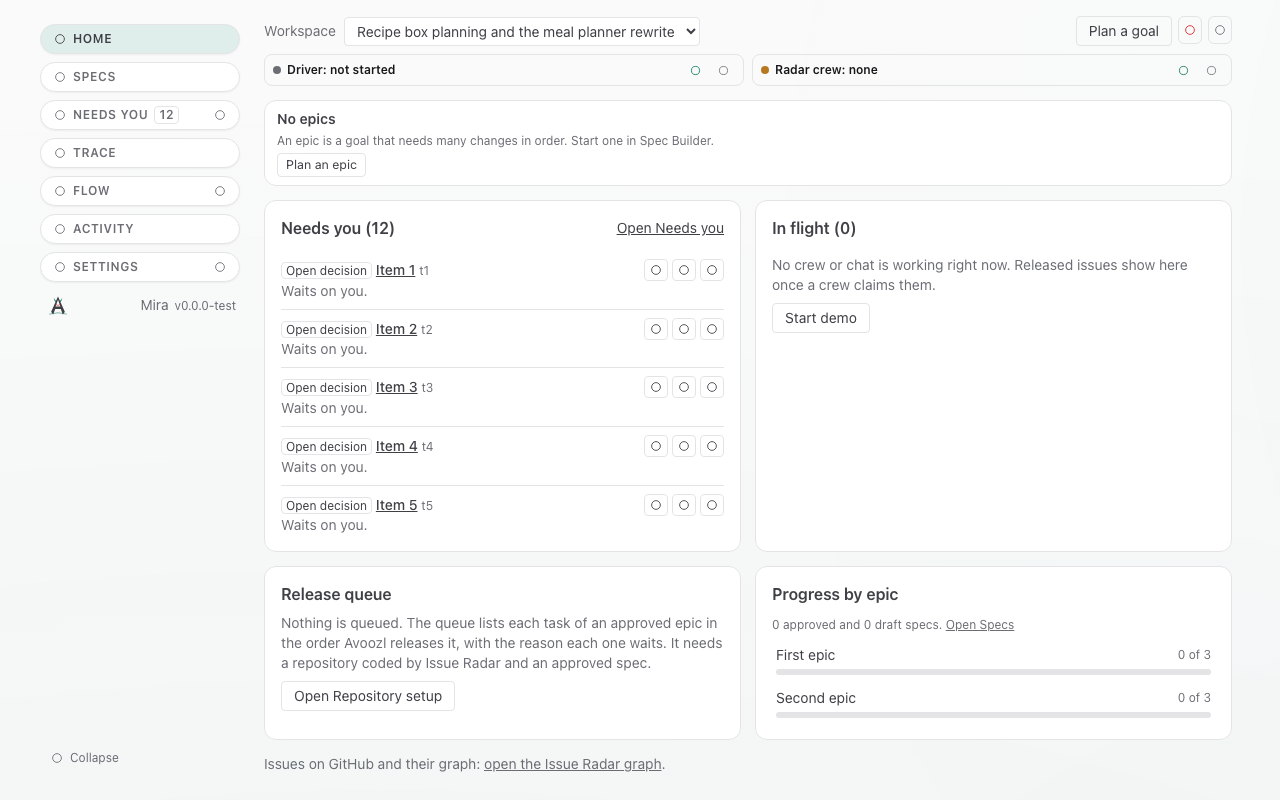 HOME
SPECS
NEEDS YOU 12
TRACE
FLOW
ACTIVITY
SETTINGS
Mira v0.0.0-test
Collapse
Workspace Recipe box planning and the meal planner rewrite Plan a goal
Driver: not started
Radar crew: none
No epics
An epic is a goal that needs many changes in order. Start one in Spec Builder.
Plan an epic
Needs you (12) Open Needs you
Open decision Item 1 t1
Waits on you.
Open decision Item 2 t2
Waits on you.
Open decision Item 3 t3
Waits on you.
Open decision Item 4 t4
Waits on you.
Open decision Item 5 t5
Waits on you.
In flight (0)
No crew or chat is working right now. Released issues show here
once a crew claims them.
Start demo
Release queue
Nothing is queued. The queue lists each task of an approved epic in
the order Avoozl releases it, with the reason each one waits. It needs
a repository coded by Issue Radar and an approved spec.
Open Repository setup
Progress by epic
0 approved and 0 draft specs. Open Specs
First epic 0 of 3
Second epic 0 of 3
Issues on GitHub and their graph: open the Issue Radar graph.